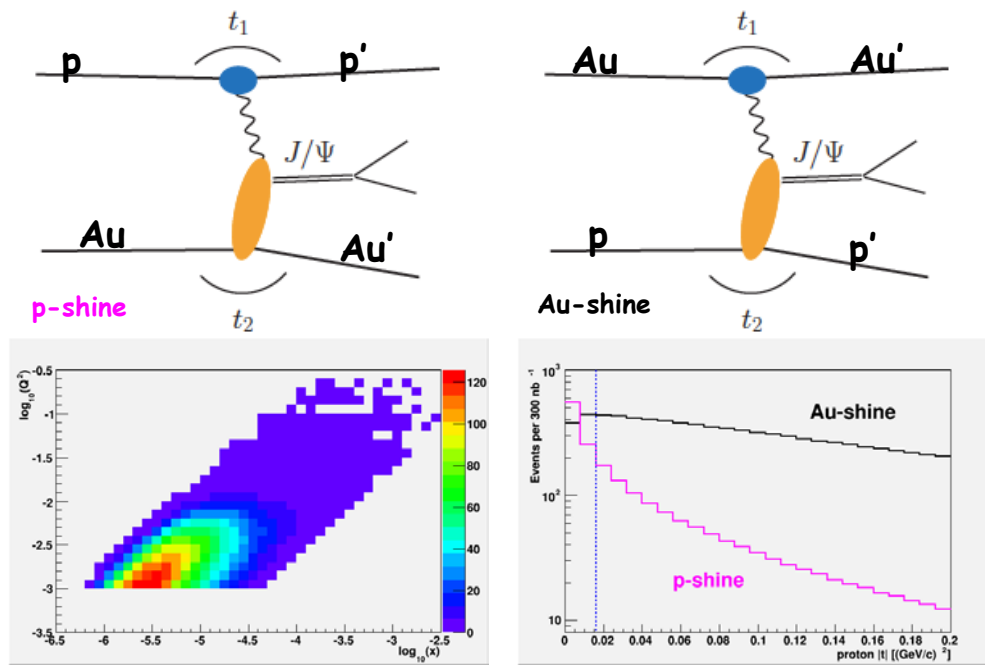 t₁
p
p′
J/Ψ
Au
Au′
p-shine
t₂
t₁
Au
Au′
J/Ψ
p
p′
Au-shine
t₂
log₁₀(Q²)
-0.5
-1
-1.5
-2
-2.5
-3
-3.5
-6.5 -6 -5.5 -5 -4.5 -4 -3.5 -3 -2.5
log₁₀(x)
120
100
80
60
40
20
0
Events per 300 nb⁻¹
10³
10²
10
Au-shine
p-shine
0 0.02 0.04 0.06 0.08 0.1 0.12 0.14 0.16 0.18 0.2
proton |t| [(GeV/c)²]